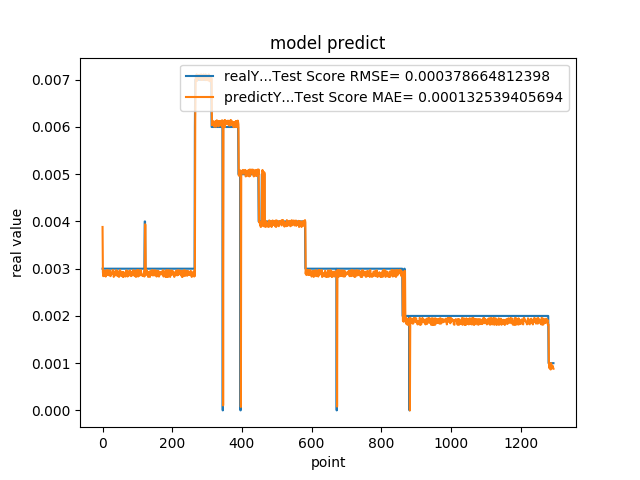 model predict
realY...Test Score RMSE= 0.000378664812398
predictY...Test Score MAE= 0.000132539405694
0.007
0.006
0.005
0.004
0.003
0.002
0.001
0.000
real value
0 200 400 600 800 1000 1200
point